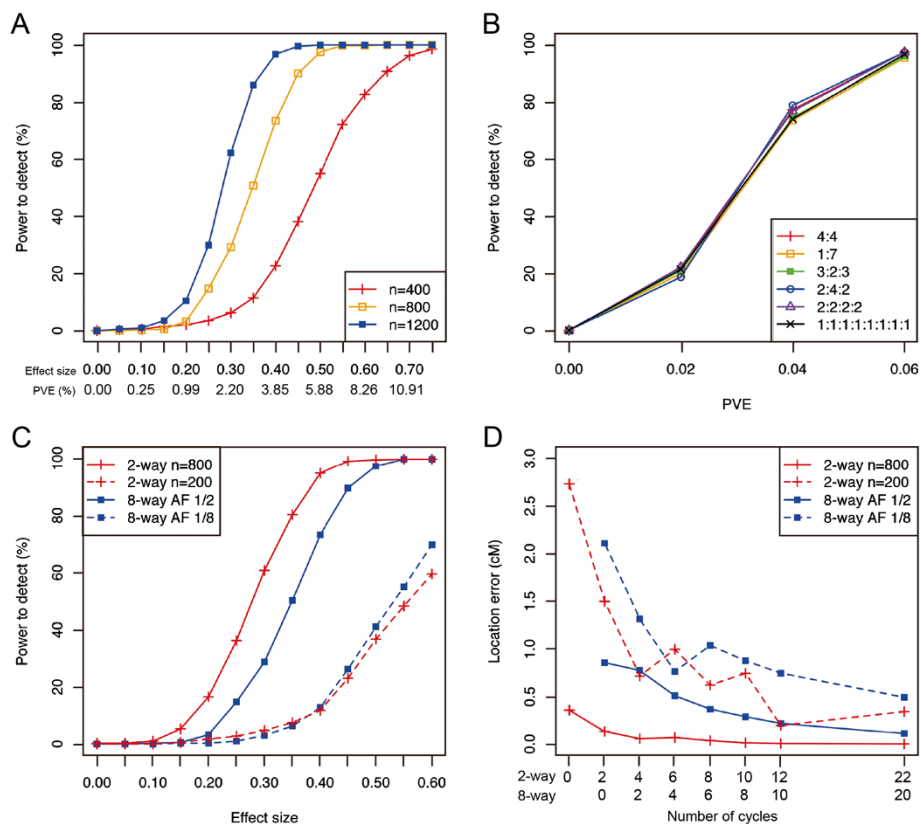 A
Power to detect (%)
100
80
60
40
20
0
n=400
n=800
n=1200
Effect size 0.00 0.10 0.20 0.30 0.40 0.50 0.60 0.70
PVE (%) 0.00 0.25 0.99 2.20 3.85 5.88 8.26 10.91
B
Power to detect (%)
100
80
60
40
20
0
4:4
1:7
3:2:3
2:4:2
2:2:2:2
1:1:1:1:1:1:1:1
0.00 0.02 0.04 0.06
PVE
C
2-way n=800
2-way n=200
8-way AF 1/2
8-way AF 1/8
Power to detect (%)
100
80
60
40
20
0
0.00 0.10 0.20 0.30 0.40 0.50 0.60
Effect size
D
2-way n=800
2-way n=200
8-way AF 1/2
8-way AF 1/8
Location error (cM)
3.0
2.5
2.0
1.5
1.0
0.5
0.0
2-way 0 2 4 6 8 10 12 22
8-way 0 2 4 6 8 10 20
Number of cycles